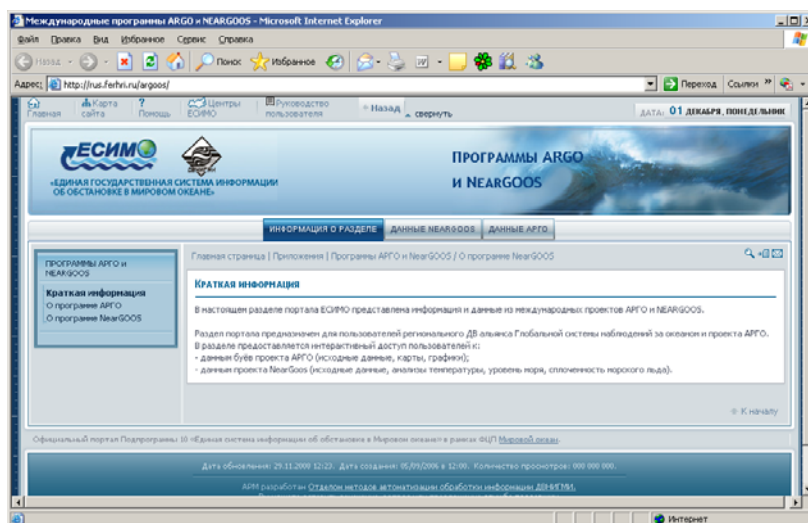 Международные программы ARGO и NEARGOOS - Microsoft Internet Explorer
Файл Правка Вид Избранное Сервис Справка
Назад Поиск Избранное
Адрес: http://rus.ferhri.ru/argoos/ Переход Ссылки »
Главная Карта сайта ? Помощь Центры ЕСИМО Руководство пользователя Назад свернуть ДАТА: 01 ДЕКАБРЯ, ПОНЕДЕЛЬНИК
ЕСИМО
«ЕДИНАЯ ГОСУДАРСТВЕННАЯ СИСТЕМА ИНФОРМАЦИИ
ОБ ОБСТАНОВКЕ В МИРОВОМ ОКЕАНЕ»
ПРОГРАММЫ ARGO
И NEARGOOS
ИНФОРМАЦИЯ О РАЗДЕЛЕ ДАННЫЕ NEARGOOS ДАННЫЕ АРГО
ПРОГРАММЫ АРГО И
NEARGOOS
Краткая информация
О програме АРГО
О програме NearGOOS
Главная страница | Приложения | Програмы АРГО и NearGOOS / О програмe NearGOOS
КРАТКАЯ ИНФОРМАЦИЯ
В настоящем разделе портала ЕСИМО представлена информация и данные из международных проектов АРГО и NEARGOOS.
Раздел портала предназначен для пользователей регионального ДВ альянса Глобальной системы наблюдений за океаном и проекта АРГО.
В разделе предоставляется интерактивный доступ пользователей к:
- данным буёв проекта АРГО (исходные данные, карты, графики);
- данным проекта NearGoos (исходные данные, анализы температуры, уровень моря, сплоченность морского льда).
К началу
Официальный портал Подпрограммы 10 «Единая система информации об обстановке в Мировом океане» в рамках ФЦП Мировой океан.
Дата обновления: 29.11.2008 12:23. Дата создания: 05/09/2006 в 12:00. Количество просмотров: 000 000 000.
АРМ разработан Отделом методов автоматизации обработки информации ДВНИГМИ.
Интернет